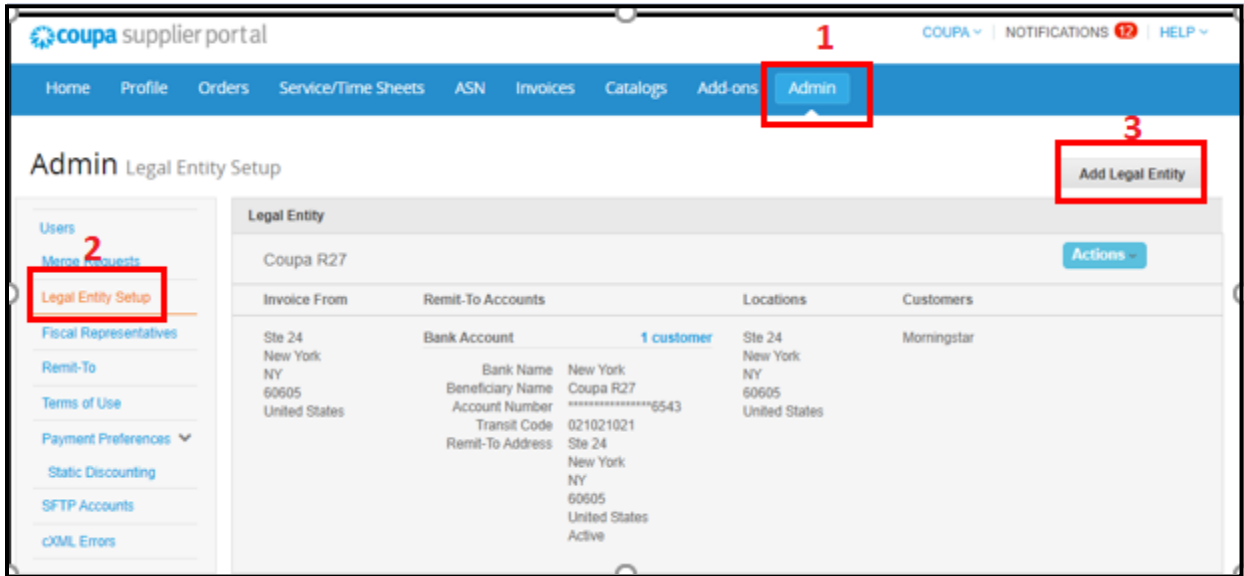 coupa supplier portal
1
COUPA
NOTIFICATIONS 12
HELP
Home Profile Orders Service/Time Sheets ASN Invoices Catalogs Add-ons Admin
3
Admin Legal Entity Setup
Add Legal Entity
Users
2
Merge Requests
Legal Entity Setup
Fiscal Representatives
Remit-To
Terms of Use
Payment Preferences
Static Discounting
SFTP Accounts
cXML Errors
Legal Entity
Coupa R27
Actions
Invoice From Remit-To Accounts Locations Customers
Ste 24
New York
NY
60605
United States
Bank Account 1 customer
Bank Name New York
Beneficiary Name Coupa R27
Account Number ****************6543
Transit Code 021021021
Remit-To Address Ste 24
New York
NY
60605
United States
Active
Ste 24
New York
NY
60605
United States
Morningstar